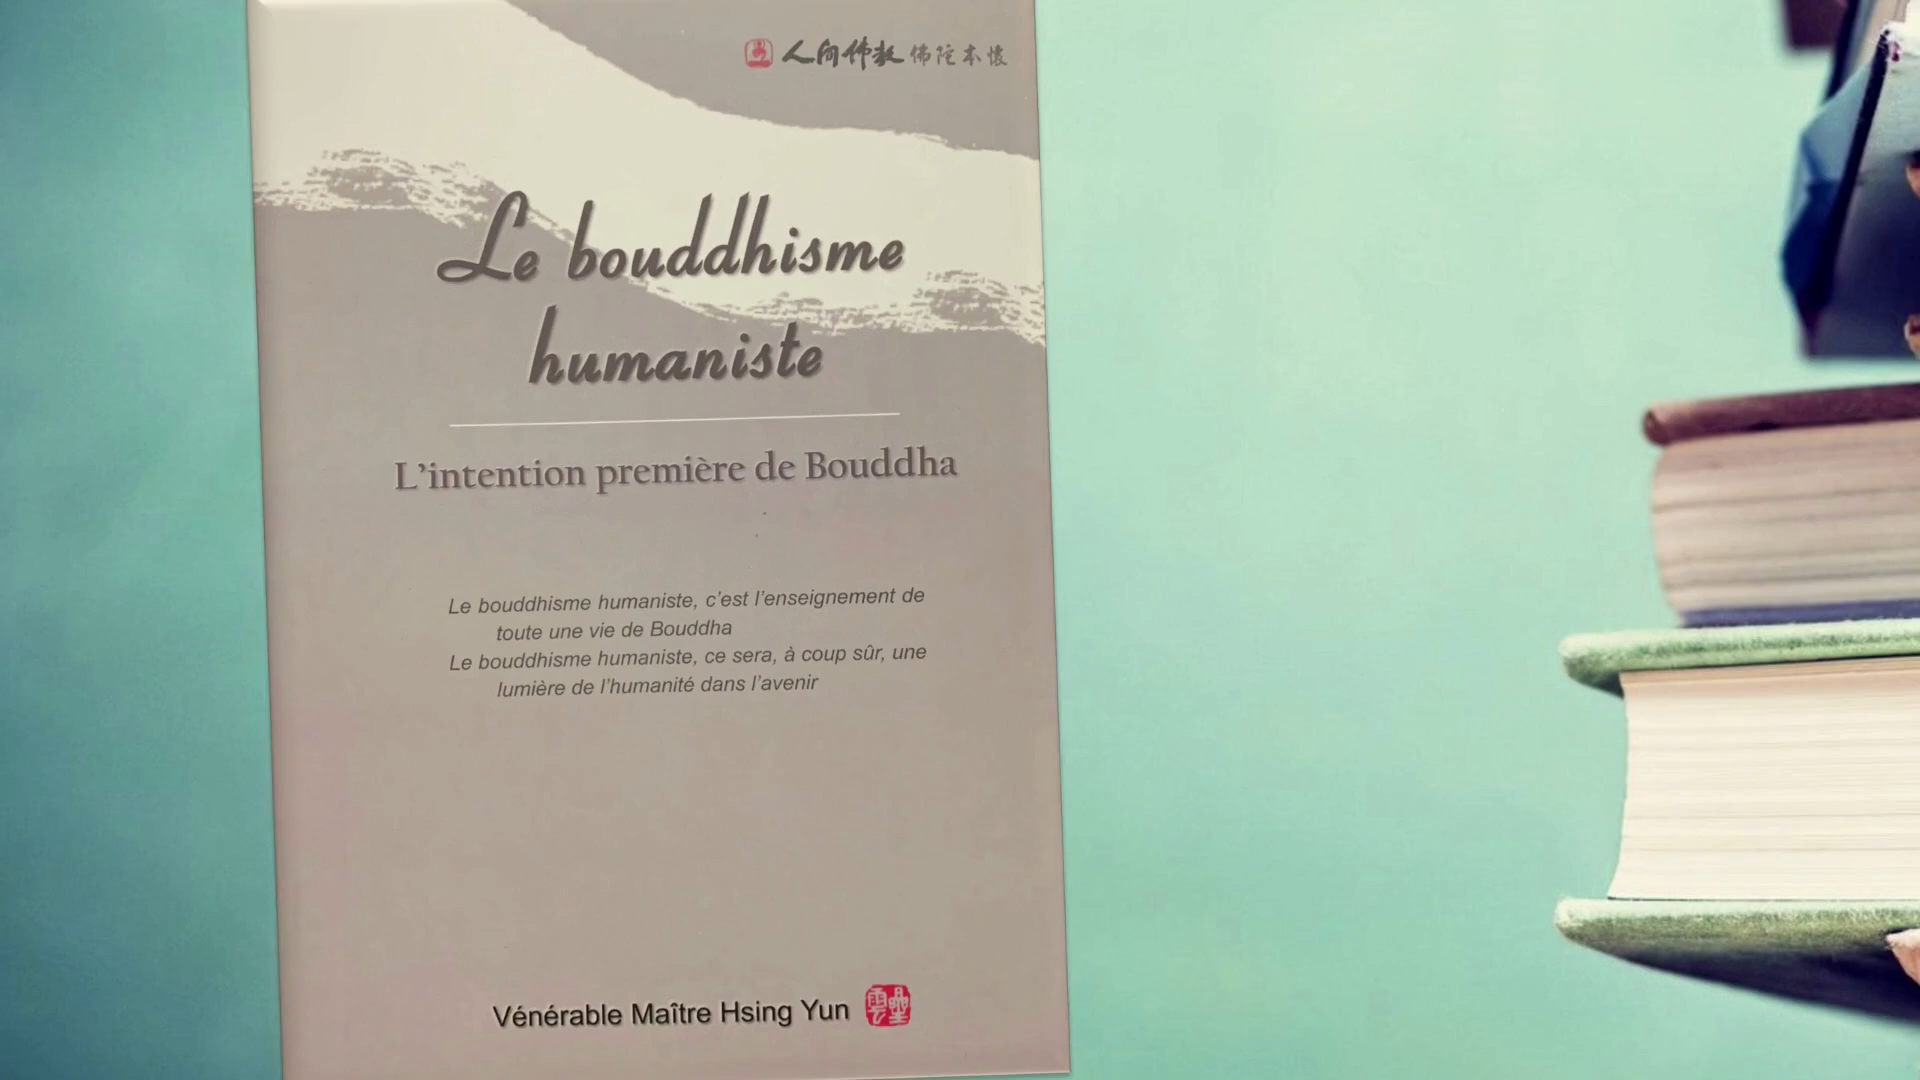 人间佛教 佛陀本懷
Le bouddhisme
humaniste
L'intention première de Bouddha
Le bouddhisme humaniste, c'est l'enseignement de
toute une vie de Bouddha
Le bouddhisme humaniste, ce sera, à coup sûr, une
lumière de l'humanité dans l'avenir
Vénérable Maître Hsing Yun